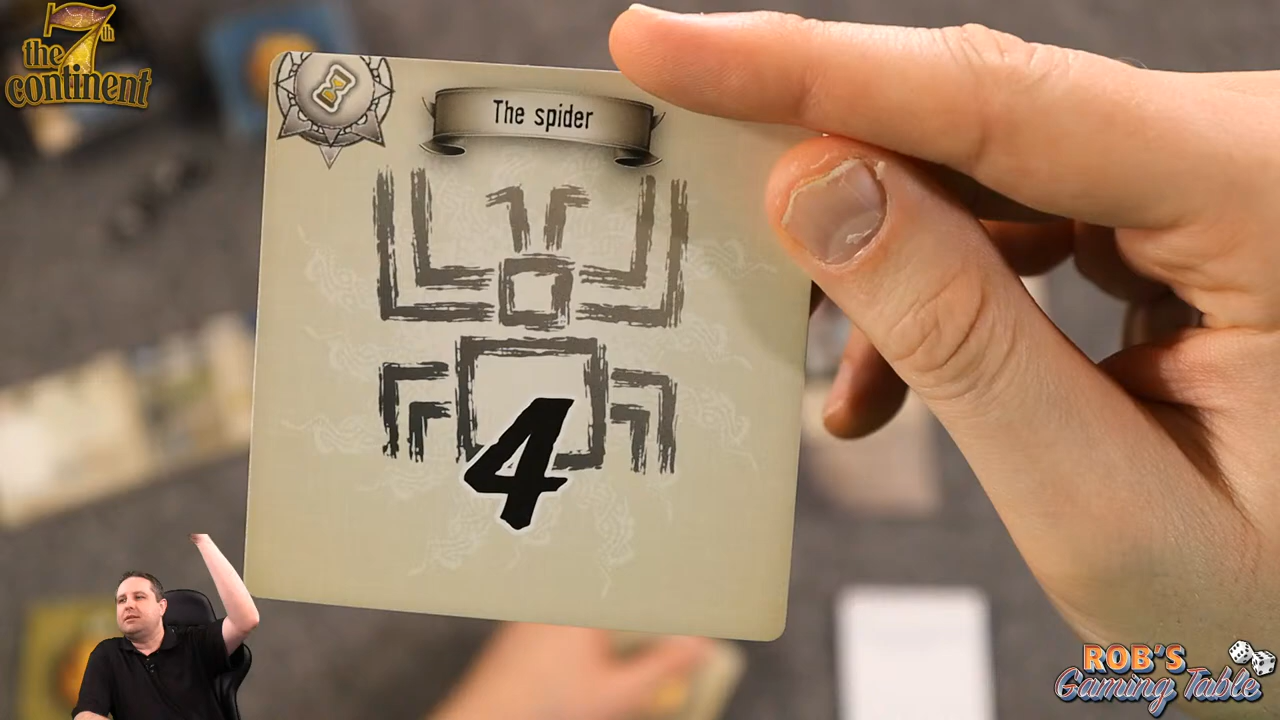 the 7th
continent
The spider
4
ROB'S
Gaming Table